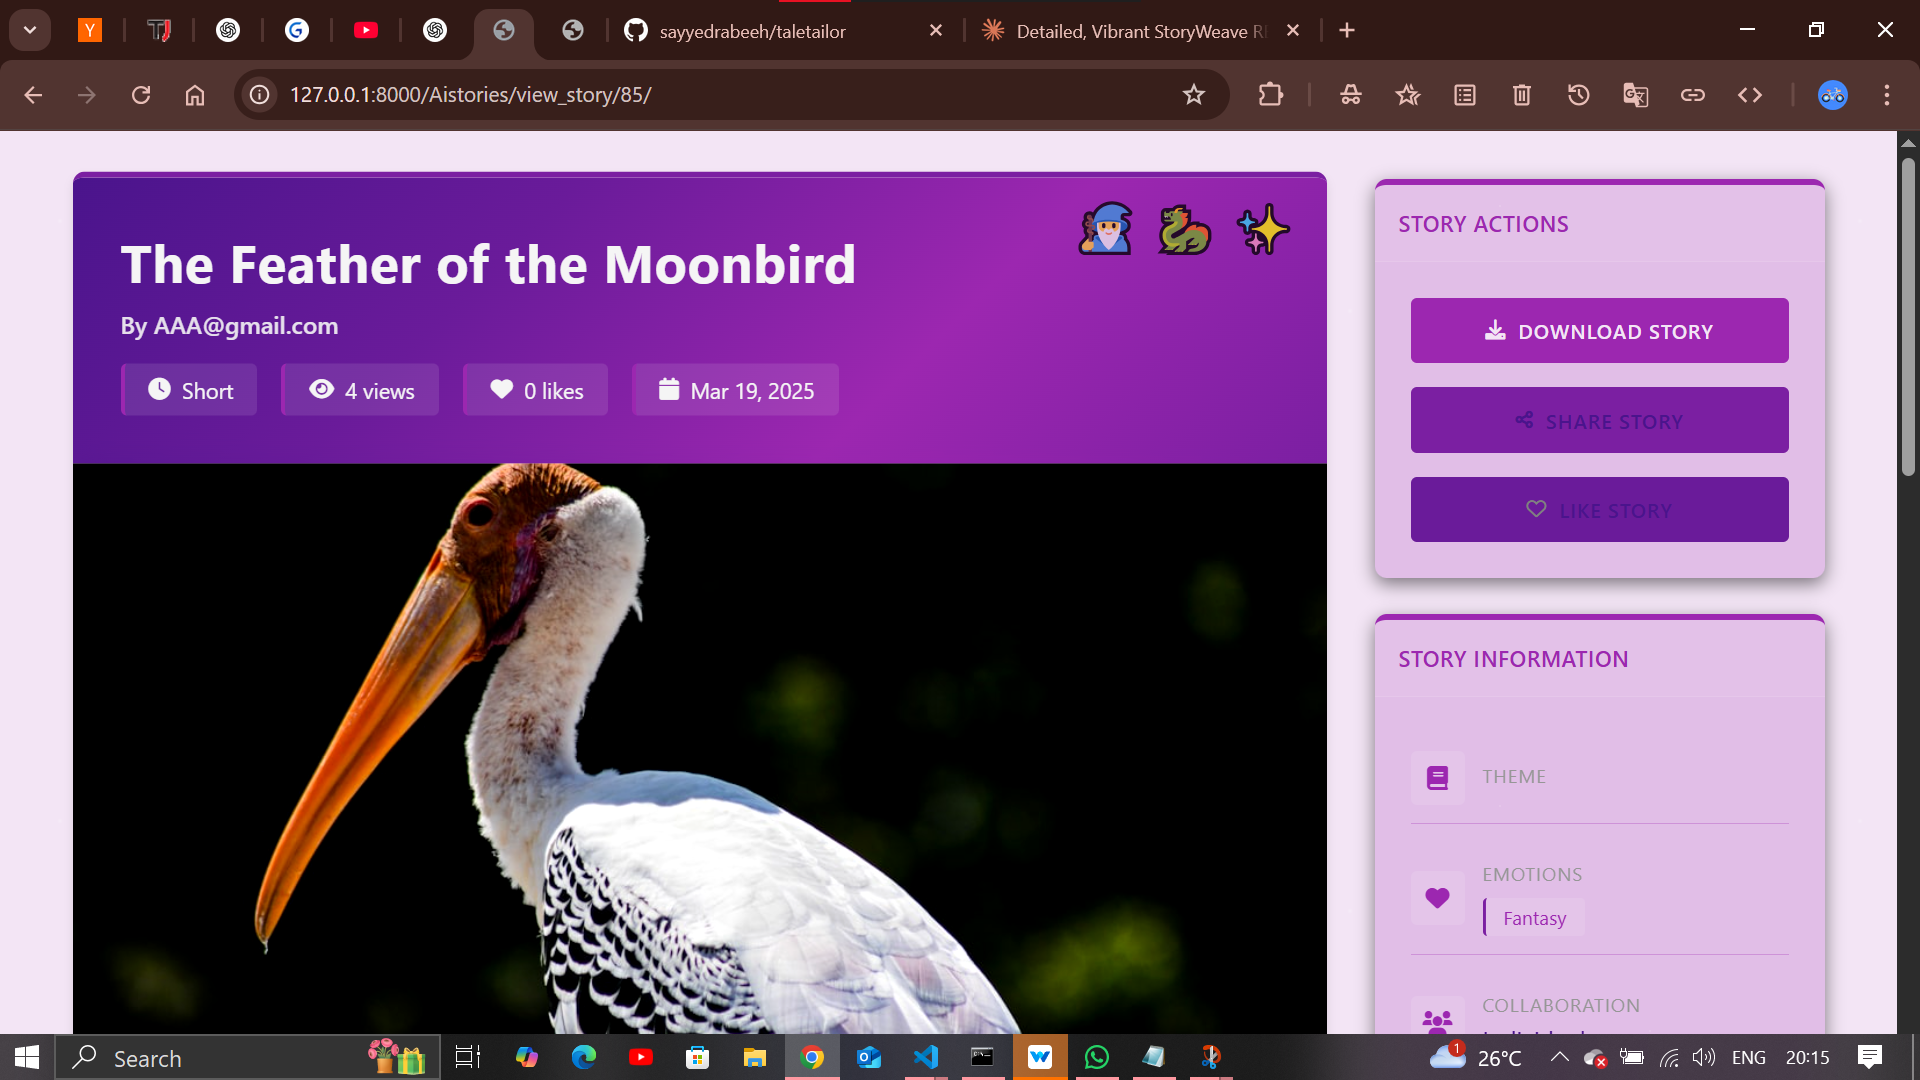 sayyedrabeeh/taletailor
Detailed, Vibrant StoryWeave R
127.0.0.1:8000/Aistories/view_story/85/
The Feather of the Moonbird
By AAA@gmail.com
Short
4 views
0 likes
Mar 19, 2025
STORY ACTIONS
DOWNLOAD STORY
SHARE STORY
LIKE STORY
STORY INFORMATION
THEME
EMOTIONS
Fantasy
COLLABORATION
Search
1
26°C
ENG
20:15